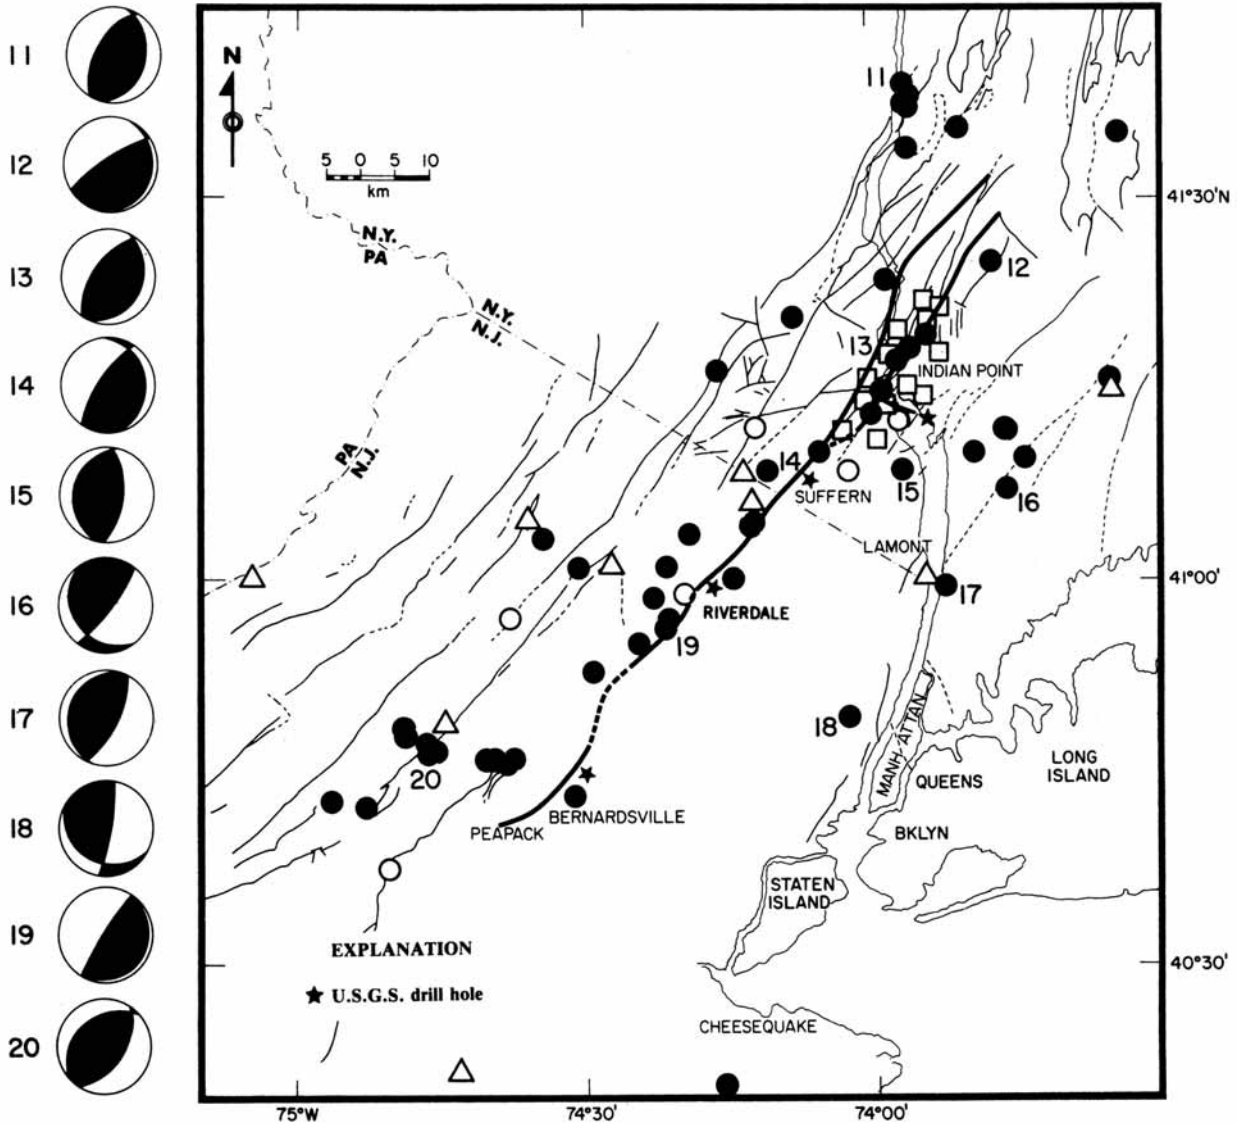 11
12
13
14
15
16
17
18
19
20
N
5 0 5 10
km
N.Y.
PA
N.Y.
N.J.
PA
N.J.
11
12
13
INDIAN POINT
14
SUFFERN
15
16
LAMONT
17
RIVERDALE
19
18
MANHATTAN
QUEENS
LONG
ISLAND
20
PEAPACK
BERNARDSVILLE
BKLYN
STATEN
ISLAND
CHEESEQUAKE
EXPLANATION
★ U.S.G.S. drill hole
41°30'N
41°00'
40°30'
75°W
74°30'
74°00'